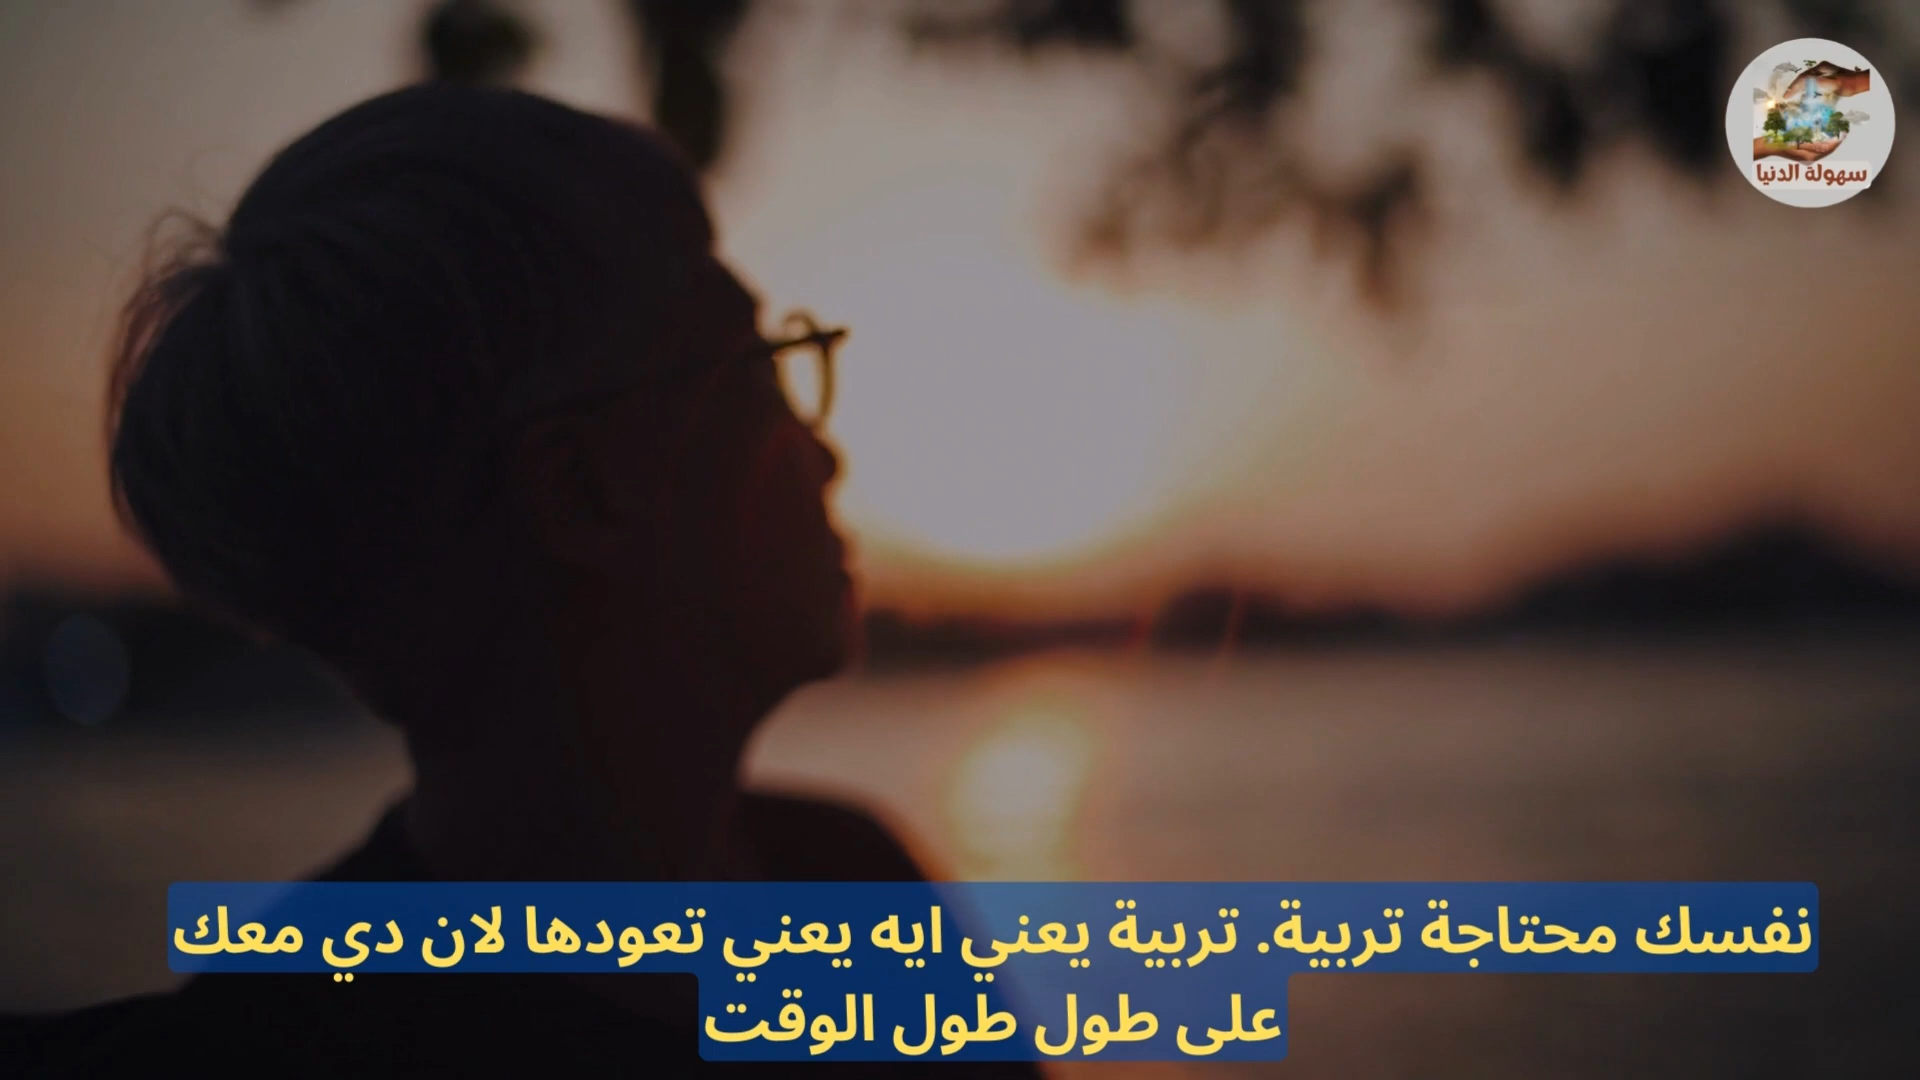 سهولة الدنيا
نفسك محتاجة تربية. تربية يعني ايه يعني تعودها لان دي معك
على طول طول الوقت